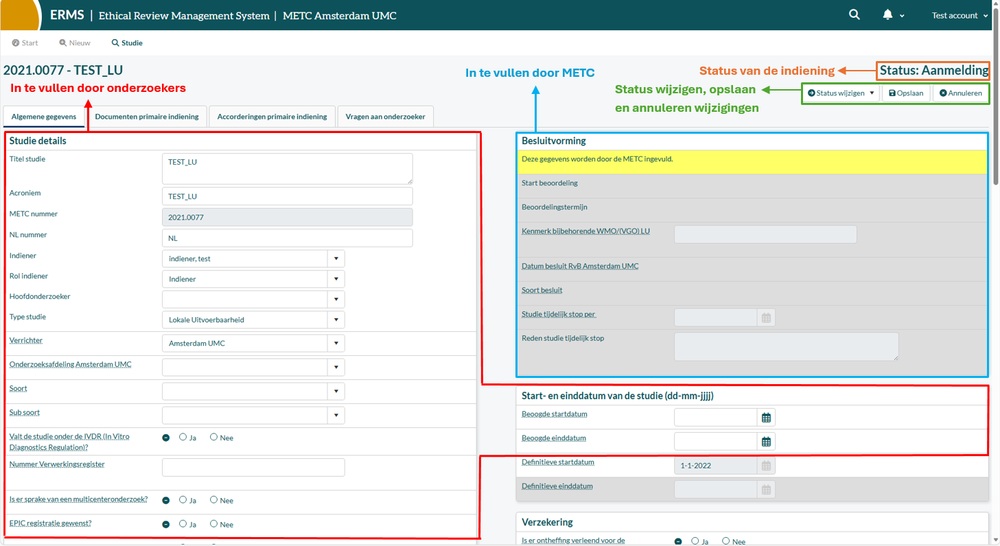 ERMS | Ethical Review Management System | METC Amsterdam UMC
Test account
Start
Nieuw
Studie
2021.0077 - TEST_LU
In te vullen door onderzoekers
In te vullen door METC
Status van de indiening
Status: Aanmelding
Status wijzigen, opslaan
en annuleren wijzigingen
Status wijzigen
Opslaan
Annuleren
Algemene gegevens
Documenten primaire indiening
Accorderingen primaire indiening
Vragen aan onderzoeker
Studie details
Titel studie
TEST_LU
Acroniem
TEST_LU
METC nummer
2021.0077
NL nummer
NL
Indiener
indiener, test
Rol indiener
Indiener
Hoofdonderzoeker
Type studie
Lokale Uitvoerbaarheid
Verrichter
Amsterdam UMC
Onderzoeksafdeling Amsterdam UMC
Soort
Sub soort
Valt de studie onder de IVDR (In Vitro
Diagnostics Regulation)?
Ja
Nee
Nummer Verwerkingsregister
Is er sprake van een multicenteronderzoek?
Ja
Nee
EPIC registratie gewenst?
Ja
Nee
Besluitvorming
Deze gegevens worden door de METC ingevuld.
Start beoordeling
Beoordelingstermijn
Kenmerk bijbehorende WMO/(VGO) LU
Datum besluit RvB Amsterdam UMC
Soort besluit
Studie tijdelijk stop per
Reden studie tijdelijk stop
Start- en einddatum van de studie (dd-mm-jjjj)
Beoogde startdatum
Beoogde einddatum
Definitieve startdatum
1-1-2022
Definitieve einddatum
Verzekering
Is er ontheffing verleend voor de
Ja
Nee